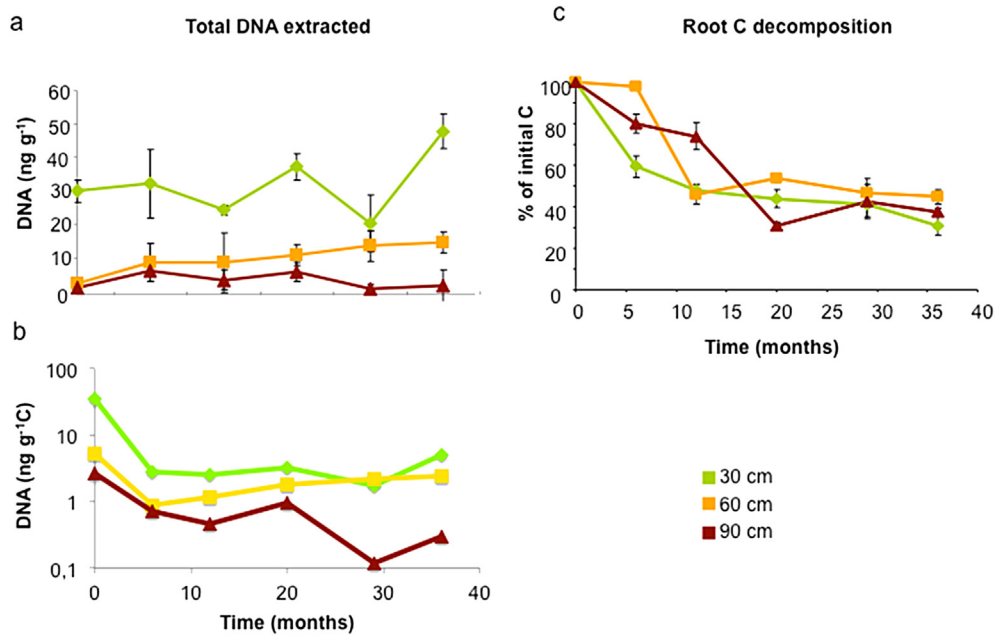 a
Total DNA extracted
DNA (ng g⁻¹)
60
50
40
30
20
10
0
b
DNA (ng g⁻¹C)
100
10
1
0,1
0 10 20 30 40
Time (months)
c
Root C decomposition
% of initial C
100
80
60
40
20
0
0 5 10 15 20 25 30 35 40
Time (months)
30 cm
60 cm
90 cm